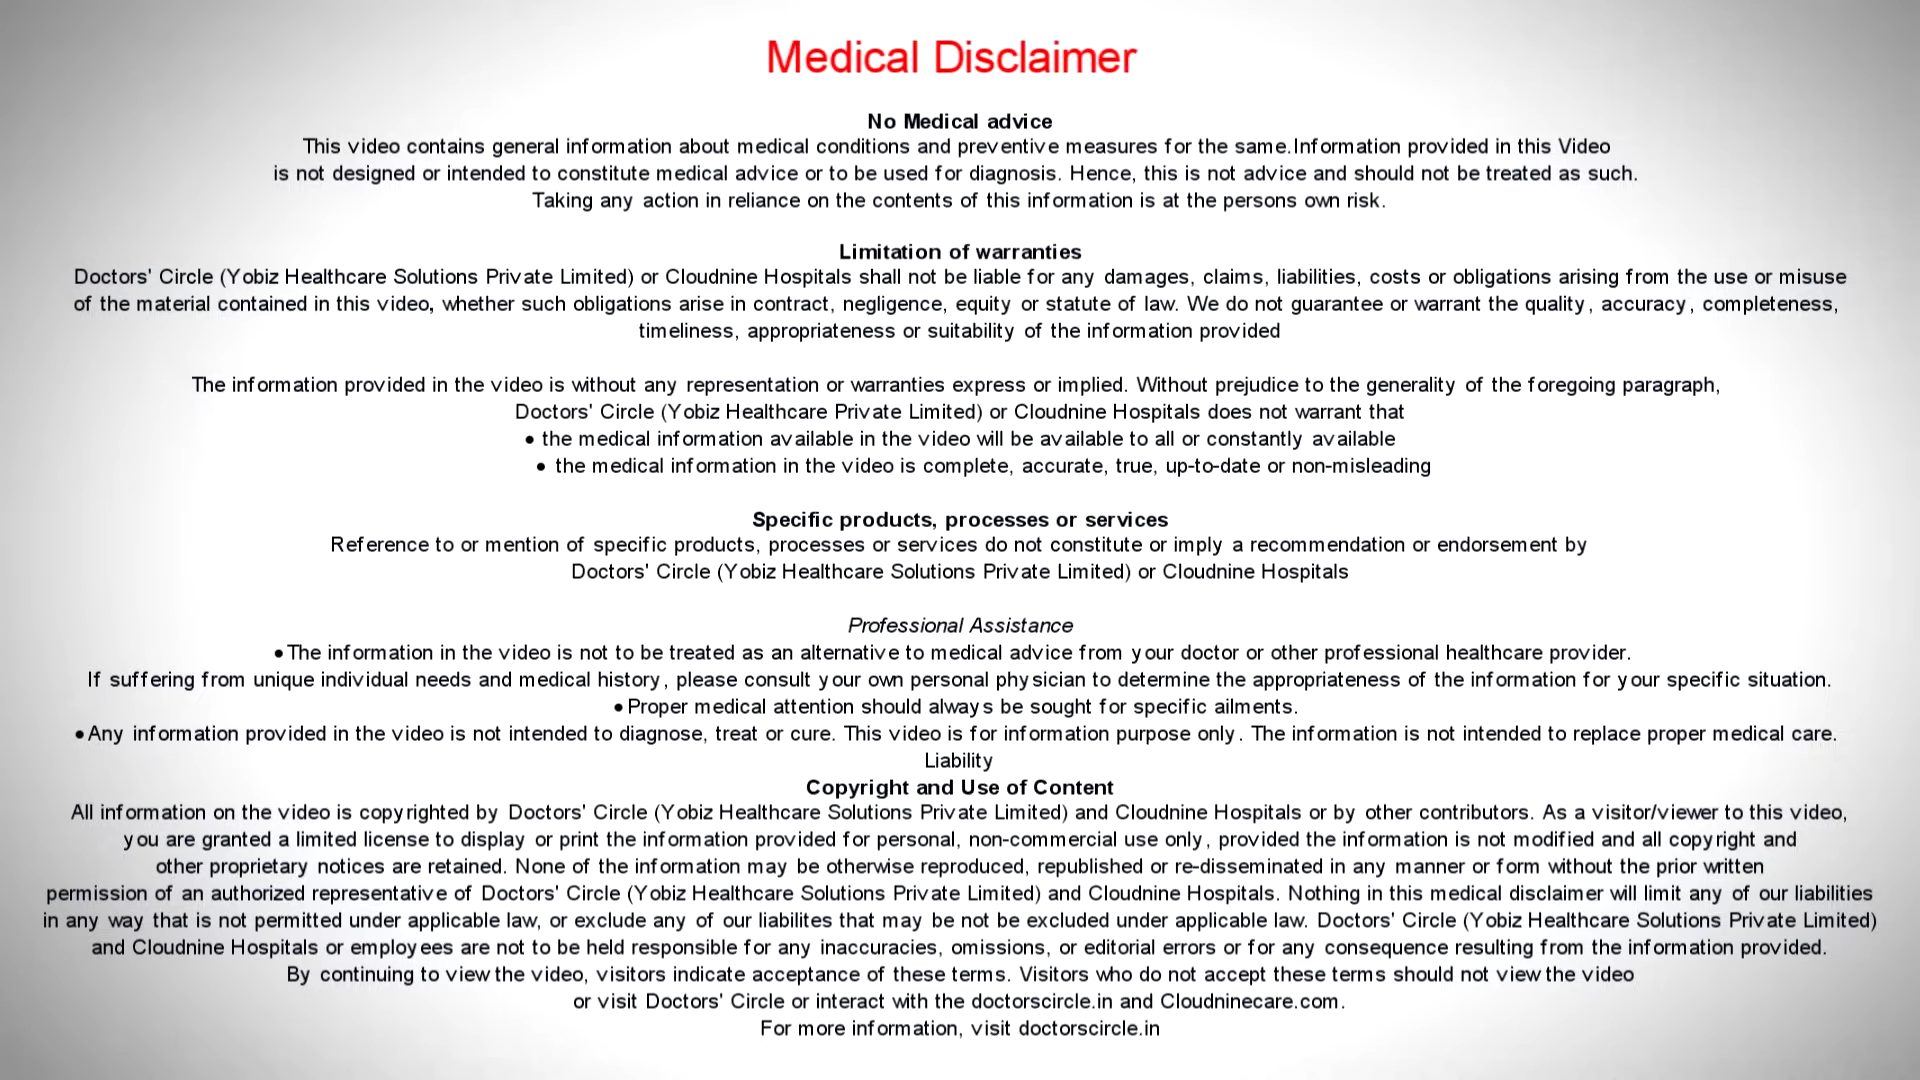 Medical Disclaimer
No Medical advice
This video contains general information about medical conditions and preventive measures for the same.Information provided in this Video
is not designed or intended to constitute medical advice or to be used for diagnosis. Hence, this is not advice and should not be treated as such.
Taking any action in reliance on the contents of this information is at the persons own risk.
Limitation of warranties
Doctors' Circle (Yobiz Healthcare Solutions Private Limited) or Cloudnine Hospitals shall not be liable for any damages, claims, liabilities, costs or obligations arising from the use or misuse
of the material contained in this video, whether such obligations arise in contract, negligence, equity or statute of law. We do not guarantee or warrant the quality, accuracy, completeness,
timeliness, appropriateness or suitability of the information provided
The information provided in the video is without any representation or warranties express or implied. Without prejudice to the generality of the foregoing paragraph,
Doctors' Circle (Yobiz Healthcare Private Limited) or Cloudnine Hospitals does not warrant that
• the medical information available in the video will be available to all or constantly available
• the medical information in the video is complete, accurate, true, up-to-date or non-misleading
Specific products, processes or services
Reference to or mention of specific products, processes or services do not constitute or imply a recommendation or endorsement by
Doctors' Circle (Yobiz Healthcare Solutions Private Limited) or Cloudnine Hospitals
Professional Assistance
•The information in the video is not to be treated as an alternative to medical advice from your doctor or other professional healthcare provider.
If suffering from unique individual needs and medical history, please consult your own personal physician to determine the appropriateness of the information for your specific situation.
•Proper medical attention should always be sought for specific ailments.
•Any information provided in the video is not intended to diagnose, treat or cure. This video is for information purpose only. The information is not intended to replace proper medical care.
Liability
Copyright and Use of Content
All information on the video is copyrighted by Doctors' Circle (Yobiz Healthcare Solutions Private Limited) and Cloudnine Hospitals or by other contributors. As a visitor/viewer to this video,
you are granted a limited license to display or print the information provided for personal, non-commercial use only, provided the information is not modified and all copyright and
other proprietary notices are retained. None of the information may be otherwise reproduced, republished or re-disseminated in any manner or form without the prior written
permission of an authorized representative of Doctors' Circle (Yobiz Healthcare Solutions Private Limited) and Cloudnine Hospitals. Nothing in this medical disclaimer will limit any of our liabilities
in any way that is not permitted under applicable law, or exclude any of our liabilites that may be not be excluded under applicable law. Doctors' Circle (Yobiz Healthcare Solutions Private Limited)
and Cloudnine Hospitals or employees are not to be held responsible for any inaccuracies, omissions, or editorial errors or for any consequence resulting from the information provided.
By continuing to view the video, visitors indicate acceptance of these terms. Visitors who do not accept these terms should not view the video
or visit Doctors' Circle or interact with the doctorscircle.in and Cloudninecare.com.
For more information, visit doctorscircle.in